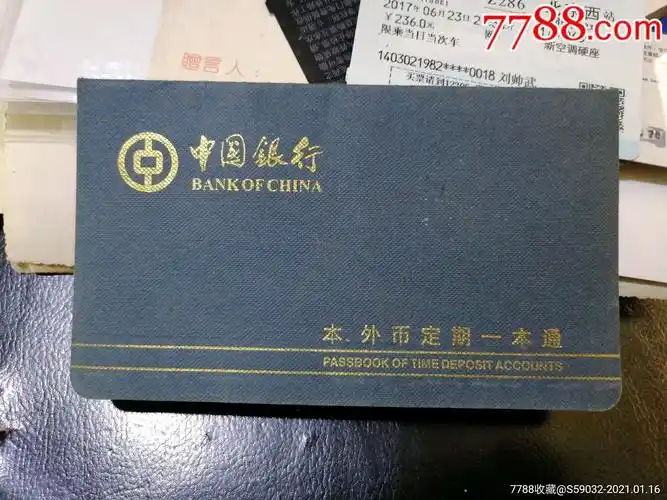 7788.com
Z286
2017年06月23日2
¥236.0元
限乘当日当次车
新空调硬座
1403021982****0018 刘帅武
赠言人
中国銀行
BANK OF CHINA
本、外币定期一本通
PASSBOOK OF TIME DEPOSIT ACCOUNTS
7788收藏@S59032-2021.01.16